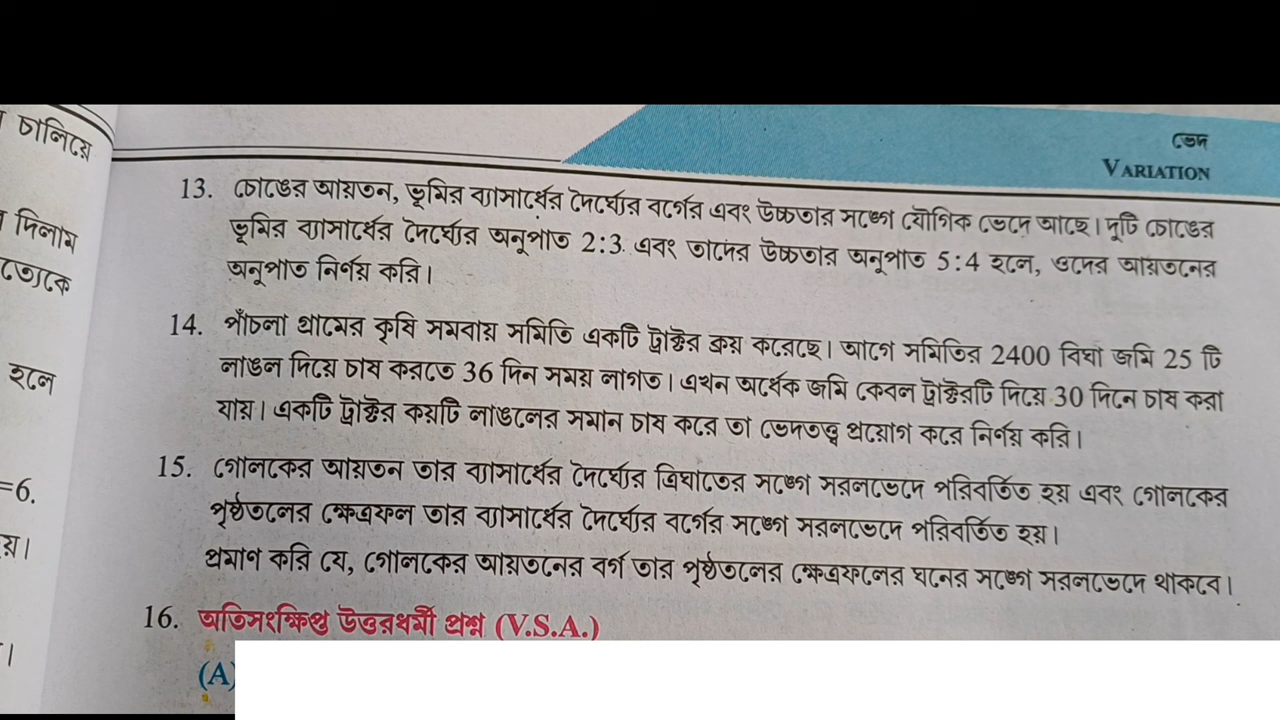 চালিয়ে
ভেদ
VARIATION
13. চোঙের আয়তন, ভূমির ব্যাসার্ধের দৈর্ঘ্যের বর্গের এবং উচ্চতার সঙ্গে যৌগিক ভেদে আছে। দুটি চোঙের
দিলাম
ভূমির ব্যাসার্ধের দৈর্ঘ্যের অনুপাত 2:3 এবং তাদের উচ্চতার অনুপাত 5:4 হলে, ওদের আয়তনের
ত্যেকে
অনুপাত নির্ণয় করি।
14. পাঁচলা গ্রামের কৃষি সমবায় সমিতি একটি ট্রাক্টর ক্রয় করেছে। আগে সমিতির 2400 বিঘা জমি 25 টি
হলে
লাঙল দিয়ে চাষ করতে 36 দিন সময় লাগত। এখন অর্ধেক জমি কেবল ট্রাক্টরটি দিয়ে 30 দিনে চাষ করা
যায়। একটি ট্রাক্টর কয়টি লাঙলের সমান চাষ করে তা ভেদতত্ত্ব প্রয়োগ করে নির্ণয় করি।
=6.
15. গোলকের আয়তন তার ব্যাসার্ধের দৈর্ঘ্যের ত্রিঘাতের সঙ্গে সরলভেদে পরিবর্তিত হয় এবং গোলকের
পৃষ্ঠতলের ক্ষেত্রফল তার ব্যাসার্ধের দৈর্ঘ্যের বর্গের সঙ্গে সরলভেদে পরিবর্তিত হয়।
য়।
প্রমাণ করি যে, গোলকের আয়তনের বর্গ তার পৃষ্ঠতলের ক্ষেত্রফলের ঘনের সঙ্গে সরলভেদে থাকবে।
16. অতিসংক্ষিপ্ত উত্তরধর্মী প্রশ্ন (V.S.A.)
(A)